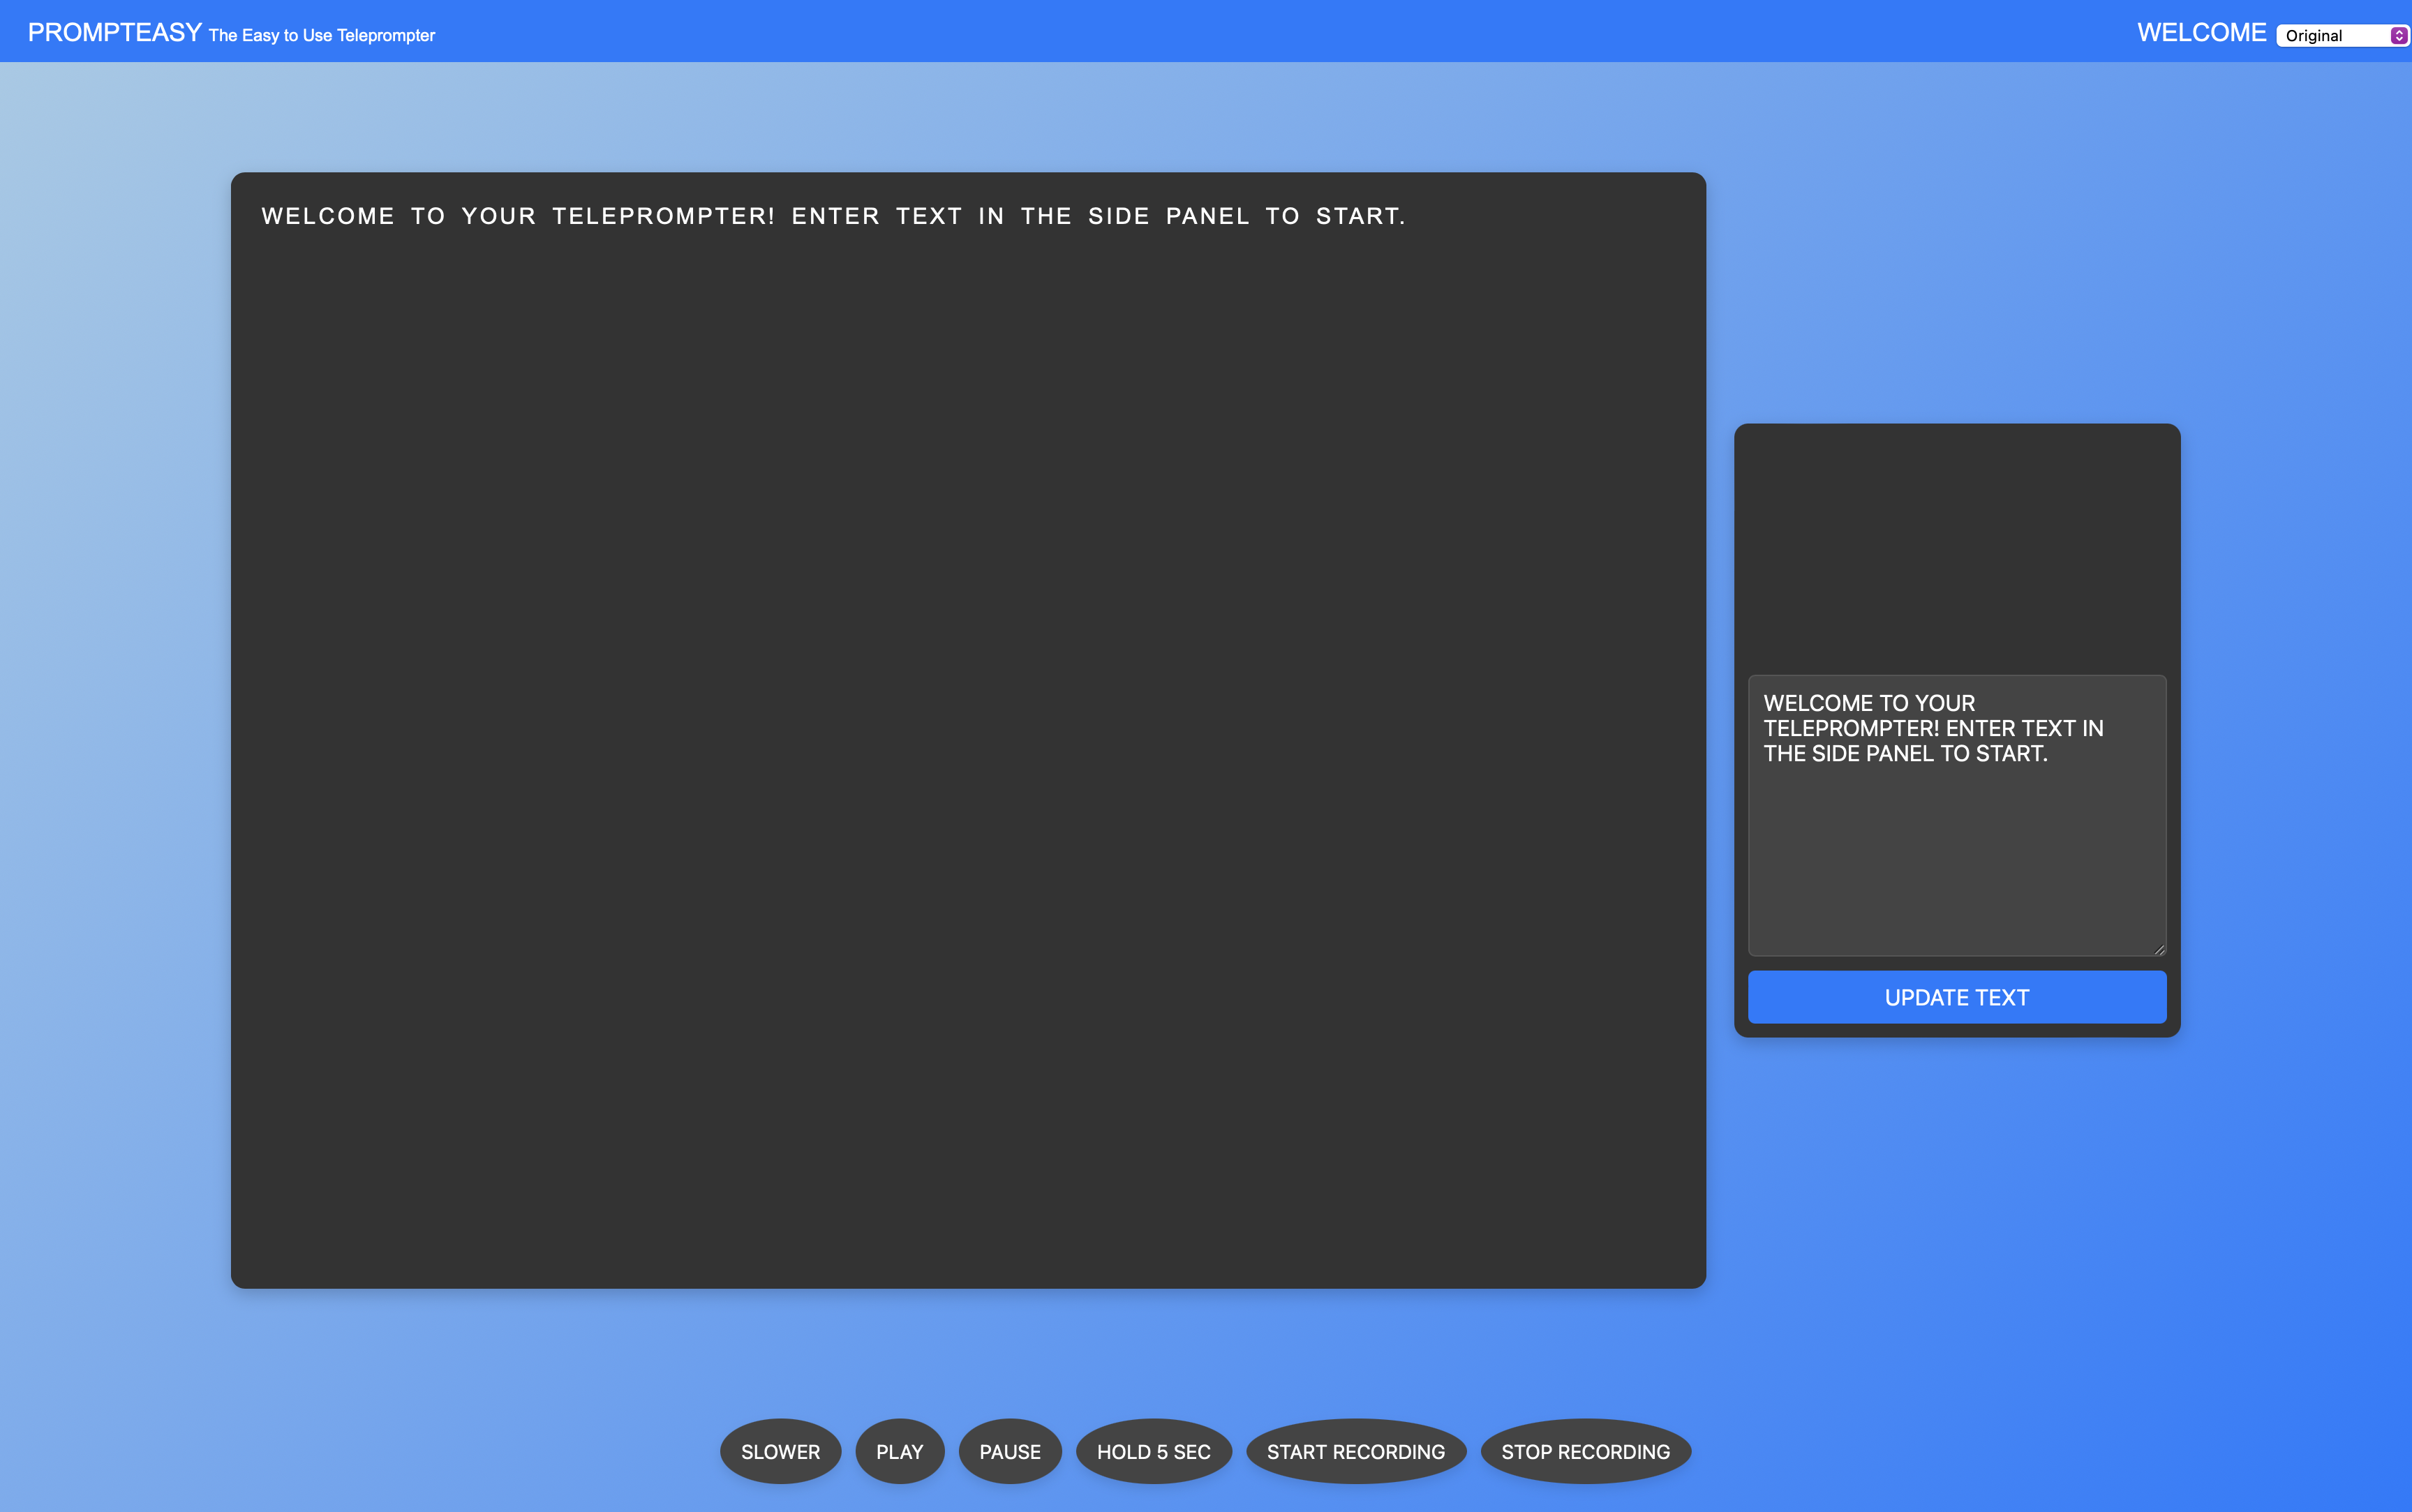 PROMPTEASY The Easy to Use Teleprompter
WELCOME Original
WELCOME TO YOUR TELEPROMPTER! ENTER TEXT IN THE SIDE PANEL TO START.
WELCOME TO YOUR
TELEPROMPTER! ENTER TEXT IN
THE SIDE PANEL TO START.
UPDATE TEXT
SLOWER PLAY PAUSE HOLD 5 SEC START RECORDING STOP RECORDING